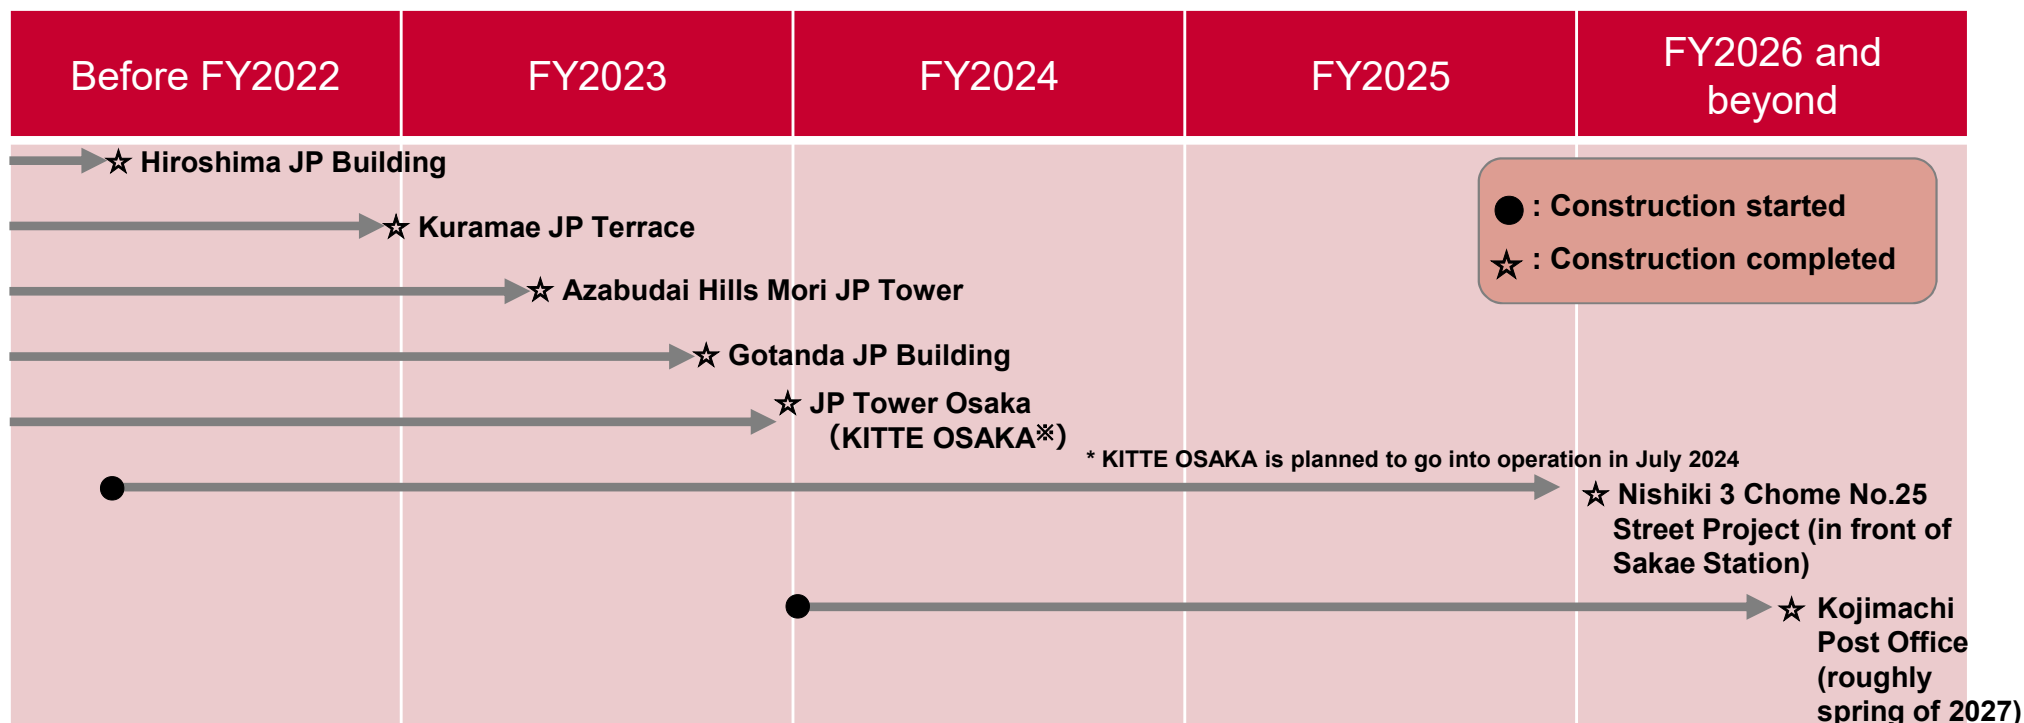 Before FY2022
FY2023
FY2024
FY2025
FY2026 and
beyond
☆ Hiroshima JP Building
☆ Kuramae JP Terrace
☆ Azabudai Hills Mori JP Tower
☆ Gotanda JP Building
☆ JP Tower Osaka
（KITTE OSAKA※）
* KITTE OSAKA is planned to go into operation in July 2024
☆ Nishiki 3 Chome No.25
Street Project (in front of
Sakae Station)
☆ Kojimachi
Post Office
(roughly
spring of 2027)
● : Construction started
☆ : Construction completed